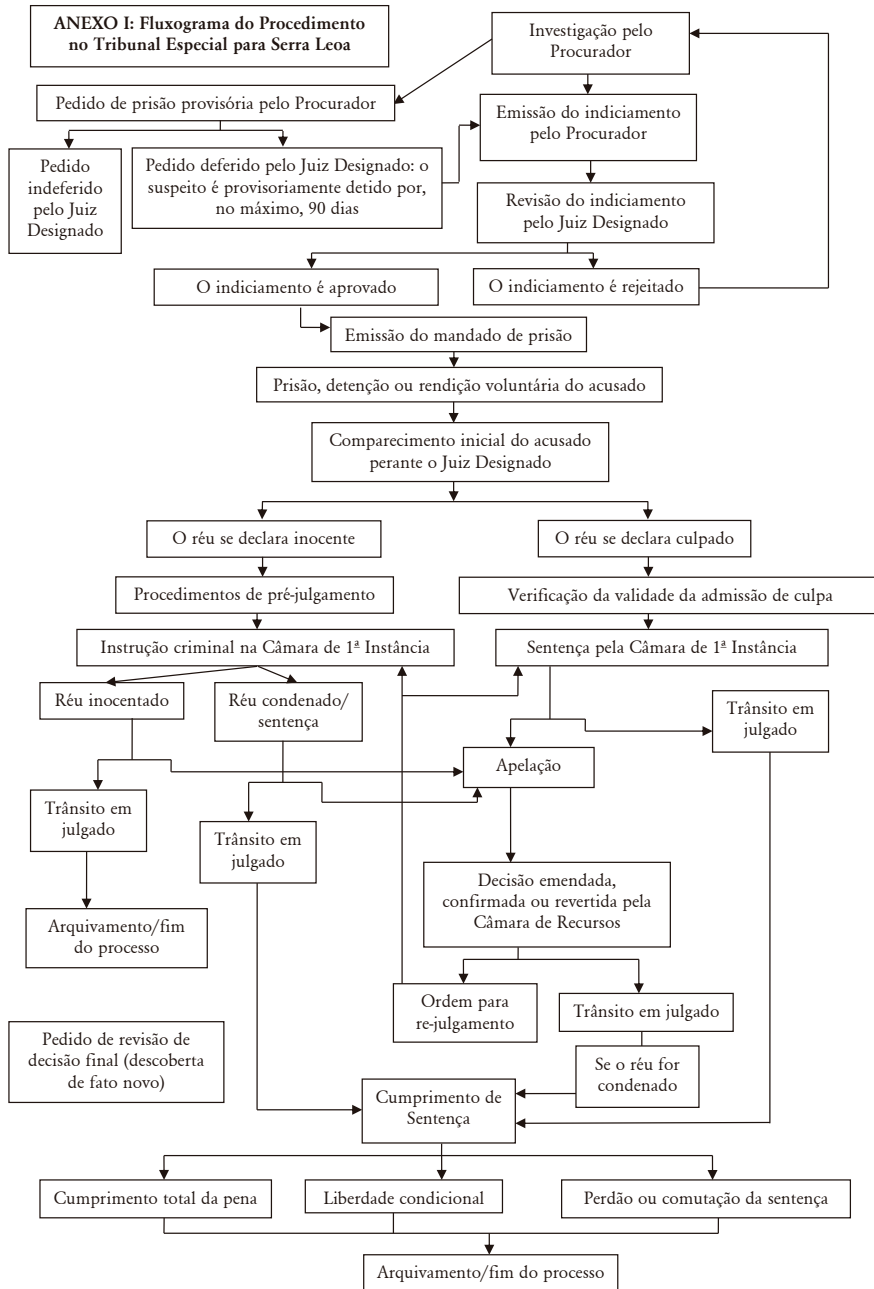 ANEXO I: Fluxograma do Procedimento
no Tribunal Especial para Serra Leoa
Investigação pelo
Procurador
Pedido de prisão provisória pelo Procurador
Emissão do indiciamento
pelo Procurador
Pedido
indeferido
pelo Juiz
Designado
Pedido deferido pelo Juiz Designado: o
suspeito é provisoriamente detido por,
no máximo, 90 dias
Revisão do indiciamento
pelo Juiz Designado
O indiciamento é aprovado
O indiciamento é rejeitado
Emissão do mandado de prisão
Prisão, detenção ou rendição voluntária do acusado
Comparecimento inicial do acusado
perante o Juiz Designado
O réu se declara inocente
O réu se declara culpado
Procedimentos de pré-julgamento
Verificação da validade da admissão de culpa
Instrução criminal na Câmara de 1ª Instância
Sentença pela Câmara de 1ª Instância
Réu inocentado
Réu condenado/
sentença
Trânsito em
julgado
Apelação
Trânsito em
julgado
Trânsito em
julgado
Decisão emendada,
confirmada ou revertida pela
Câmara de Recursos
Arquivamento/fim
do processo
Ordem para
re-julgamento
Trânsito em julgado
Pedido de revisão de
decisão final (descoberta
de fato novo)
Se o réu for
condenado
Cumprimento de
Sentença
Cumprimento total da pena
Liberdade condicional
Perdão ou comutação da sentença
Arquivamento/fim do processo